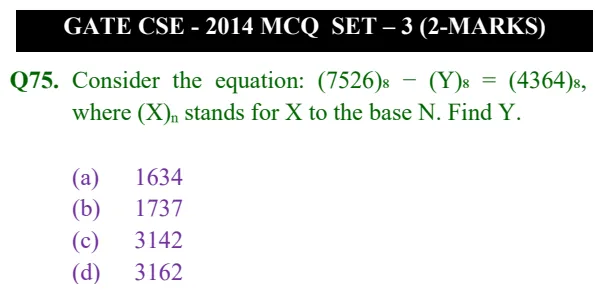 GATE CSE - 2014 MCQ SET – 3 (2-MARKS)
Q75. Consider the equation: (7526)₈ − (Y)₈ = (4364)₈,
where (X)ₙ stands for X to the base N. Find Y.
(a) 1634
(b) 1737
(c) 3142
(d) 3162